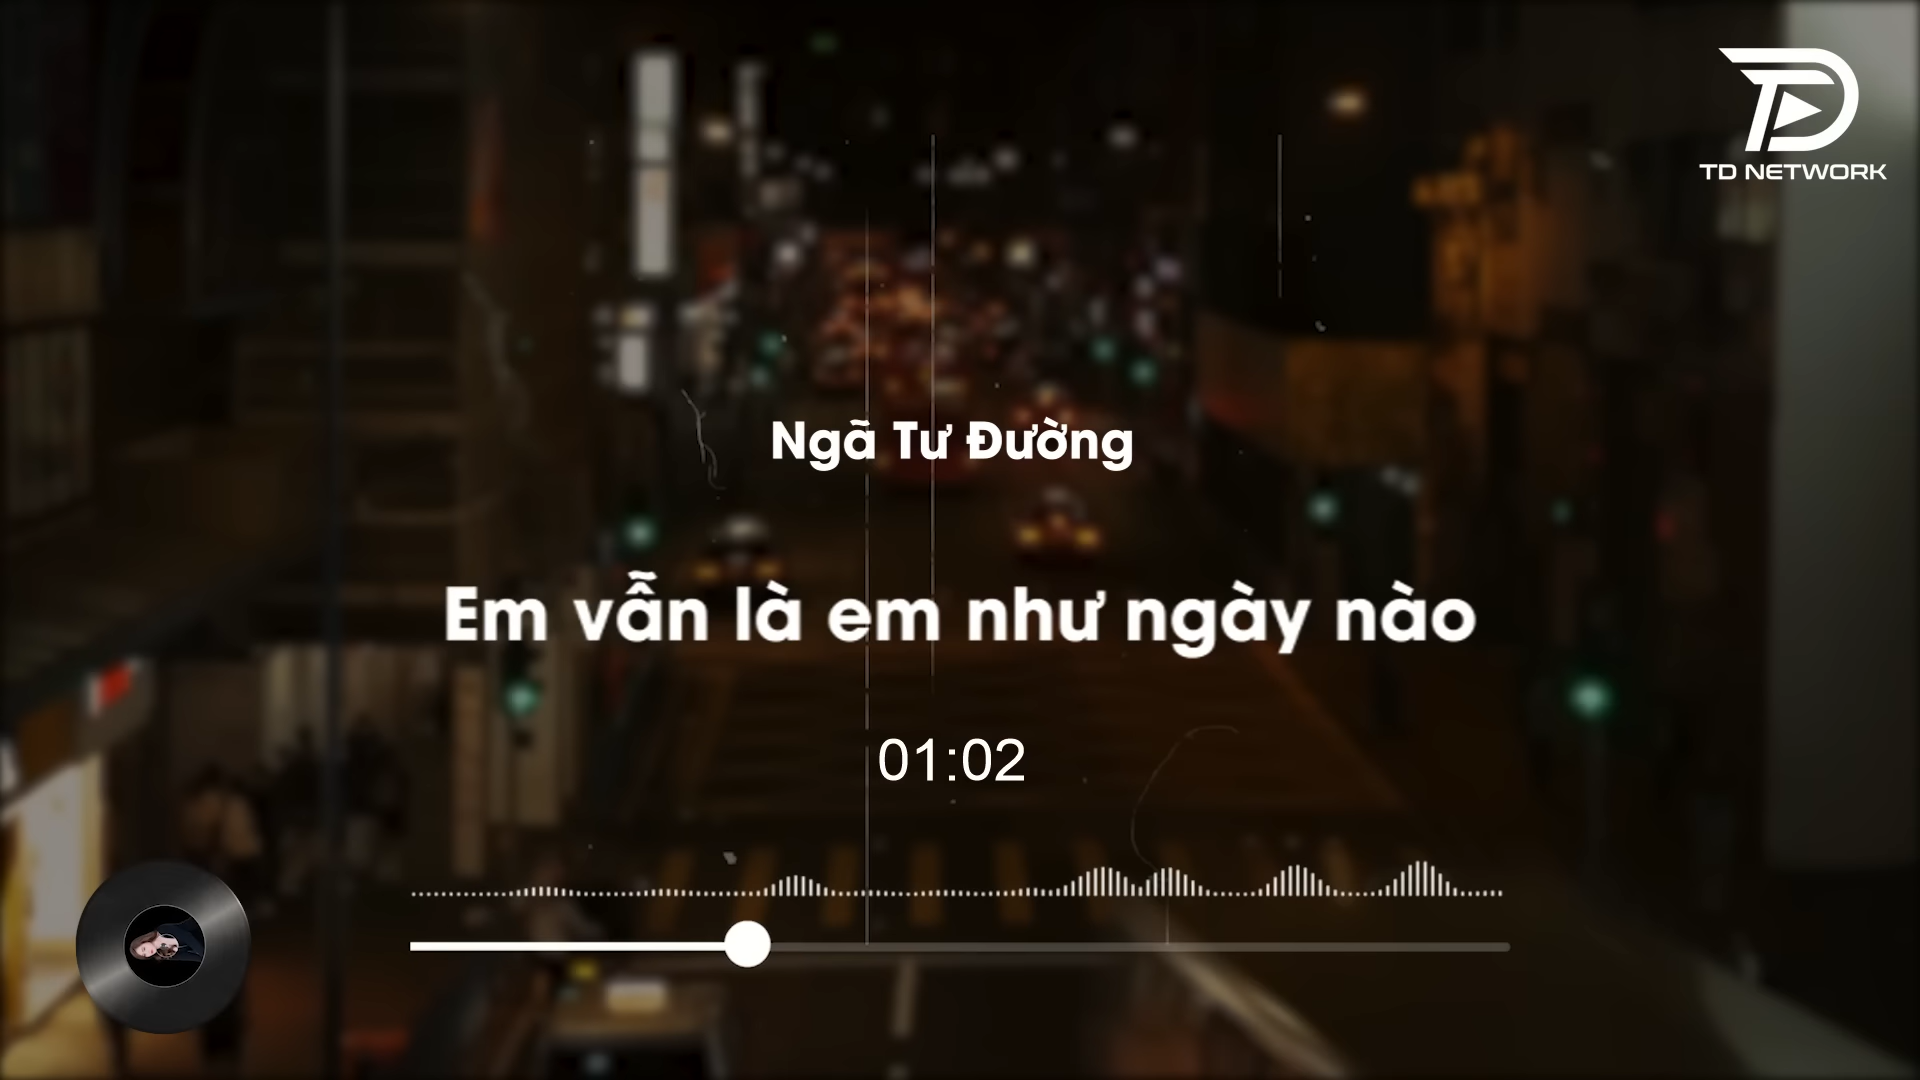 TD NETWORK
Ngã Tư Đường
Em vẫn là em như ngày nào
01:02